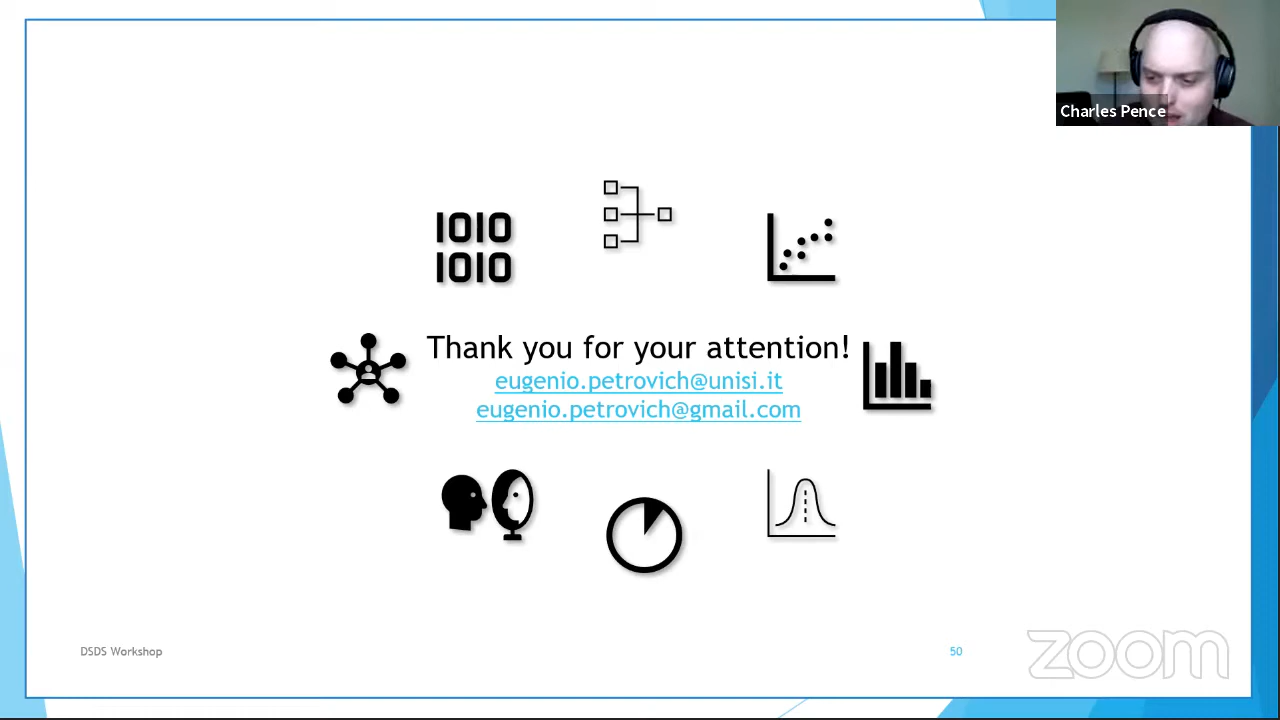 Charles Pence
1010
1010
Thank you for your attention!
eugenio.petrovich@unisi.it
eugenio.petrovich@gmail.com
DSDS Workshop
50
zoom